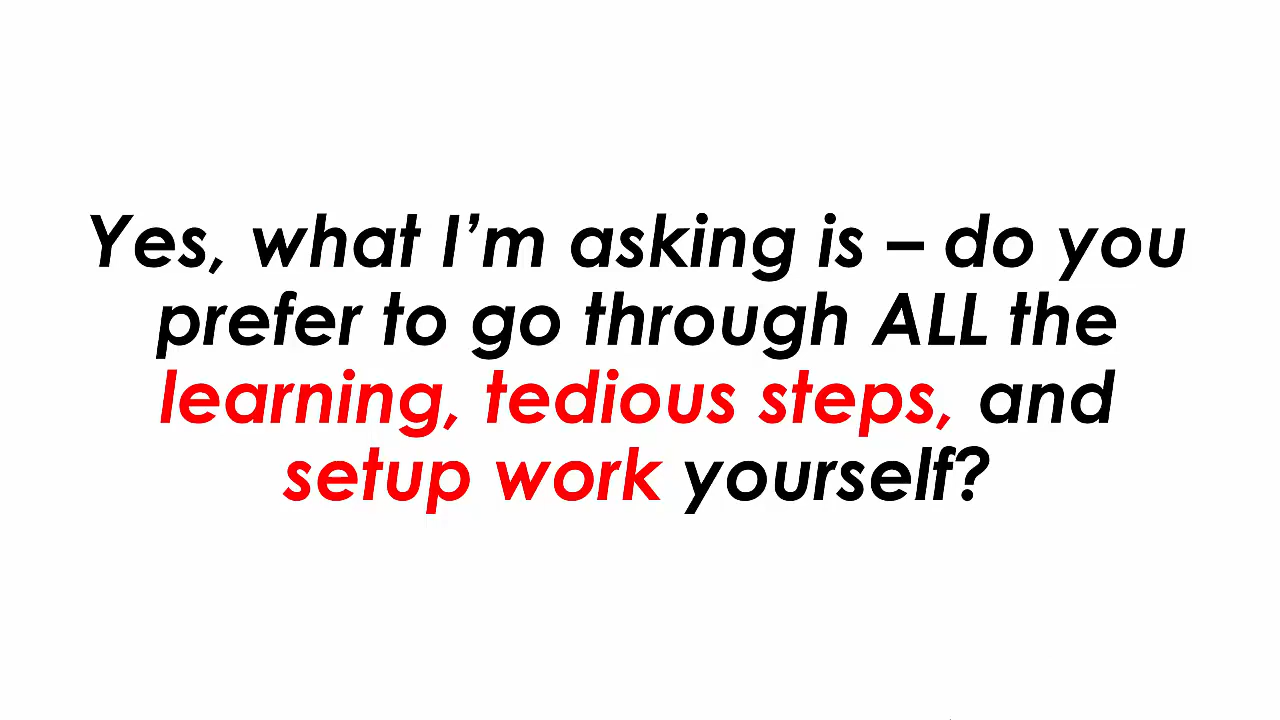 Yes, what I’m asking is – do you
prefer to go through ALL the
learning, tedious steps, and
setup work yourself?